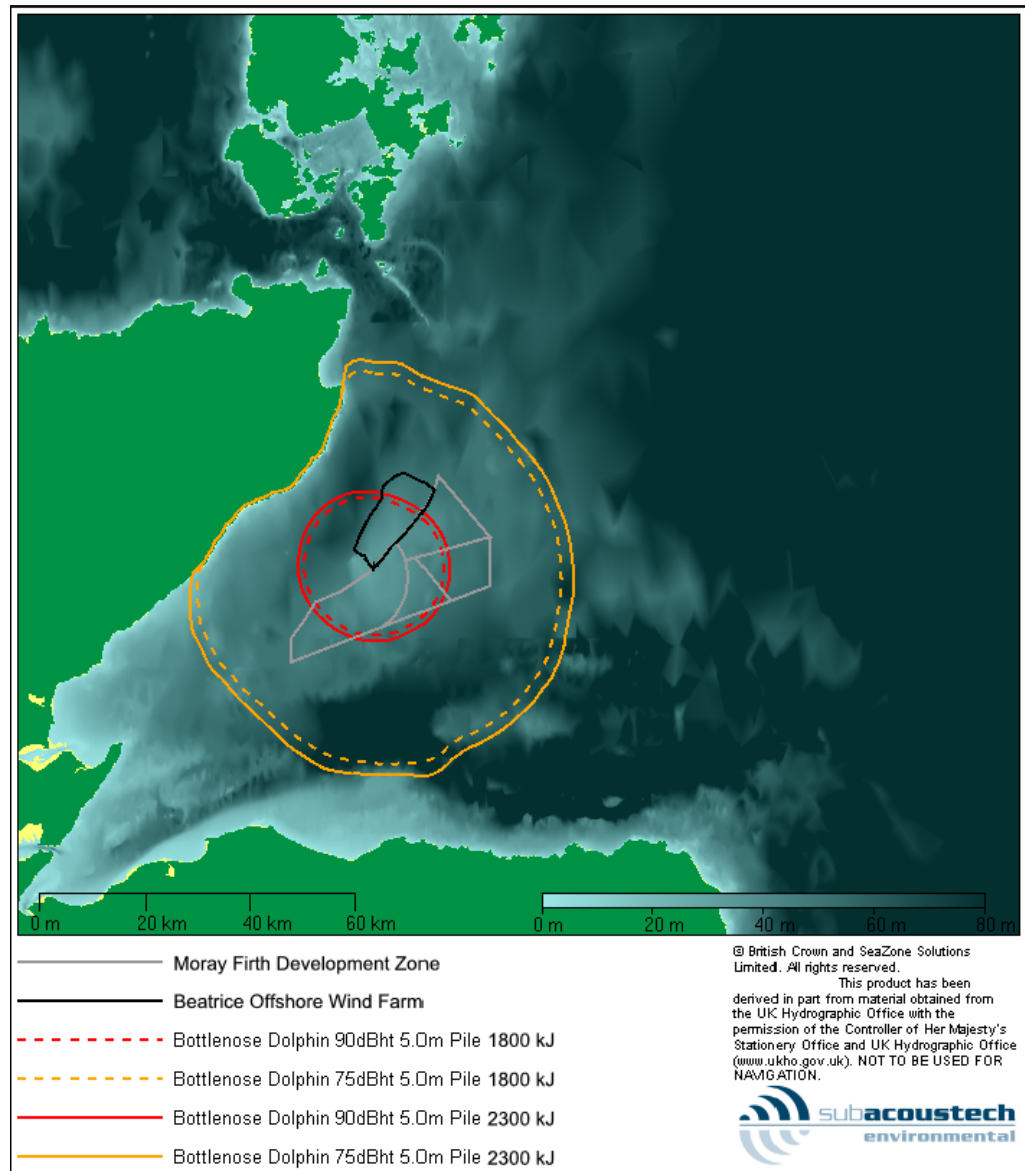 0 m 20 km 40 km 60 km
0 m 20 m 40 m 60 m 80 m
Moray Firth Development Zone
Beatrice Offshore Wind Farm
Bottlenose Dolphin 90dBht 5.0m Pile 1800 kJ
Bottlenose Dolphin 75dBht 5.0m Pile 1800 kJ
Bottlenose Dolphin 90dBht 5.0m Pile 2300 kJ
Bottlenose Dolphin 75dBht 5.0m Pile 2300 kJ
© British Crown and SeaZone Solutions
Limited. All rights reserved.
This product has been
derived in part from material obtained from
the UK Hydrographic Office with the
permission of the Controller of Her Majesty's
Stationery Office and UK Hydrographic Office
(www.ukho.gov.uk). NOT TO BE USED FOR
NAVIGATION.
subacoustech
environmental